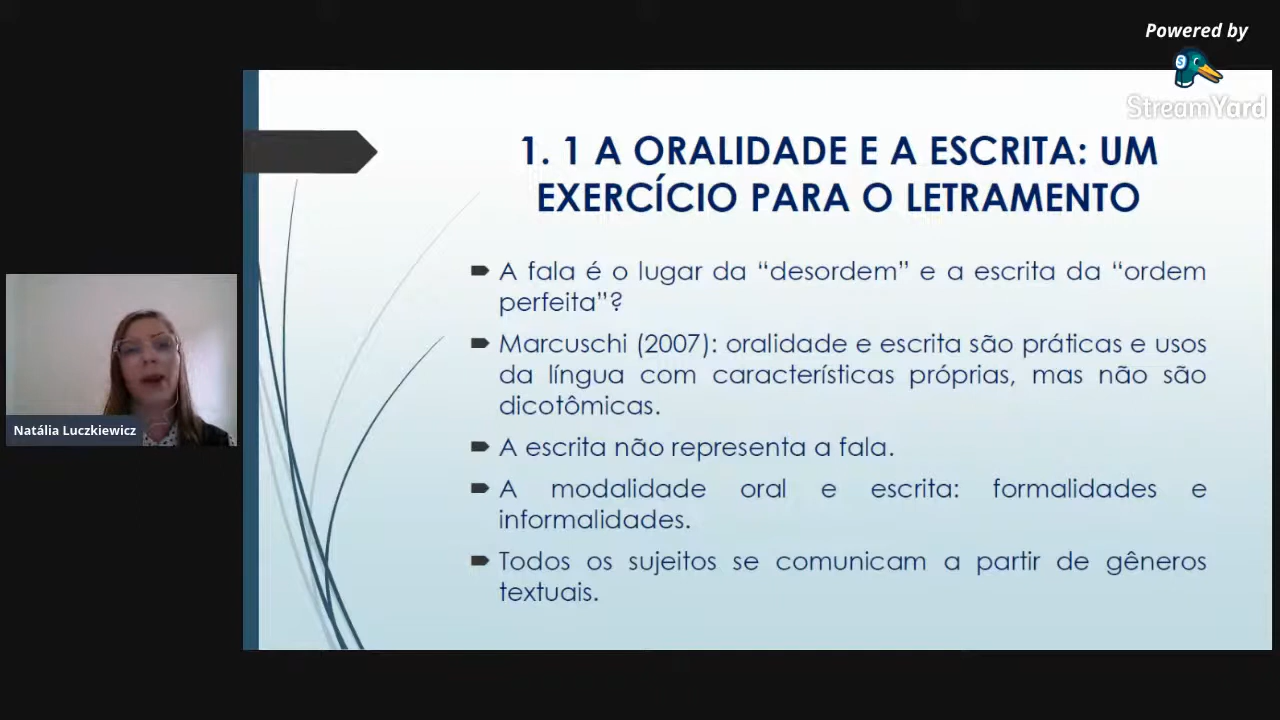 Powered by
StreamYard
1. 1 A ORALIDADE E A ESCRITA: UM
EXERCÍCIO PARA O LETRAMENTO
A fala é o lugar da “desordem” e a escrita da “ordem
perfeita”?
Marcuschi (2007): oralidade e escrita são práticas e usos
da língua com características próprias, mas não são
dicotômicas.
A escrita não representa a fala.
A modalidade oral e escrita: formalidades e
informalidades.
Todos os sujeitos se comunicam a partir de gêneros
textuais.
Natália Luczkiewicz